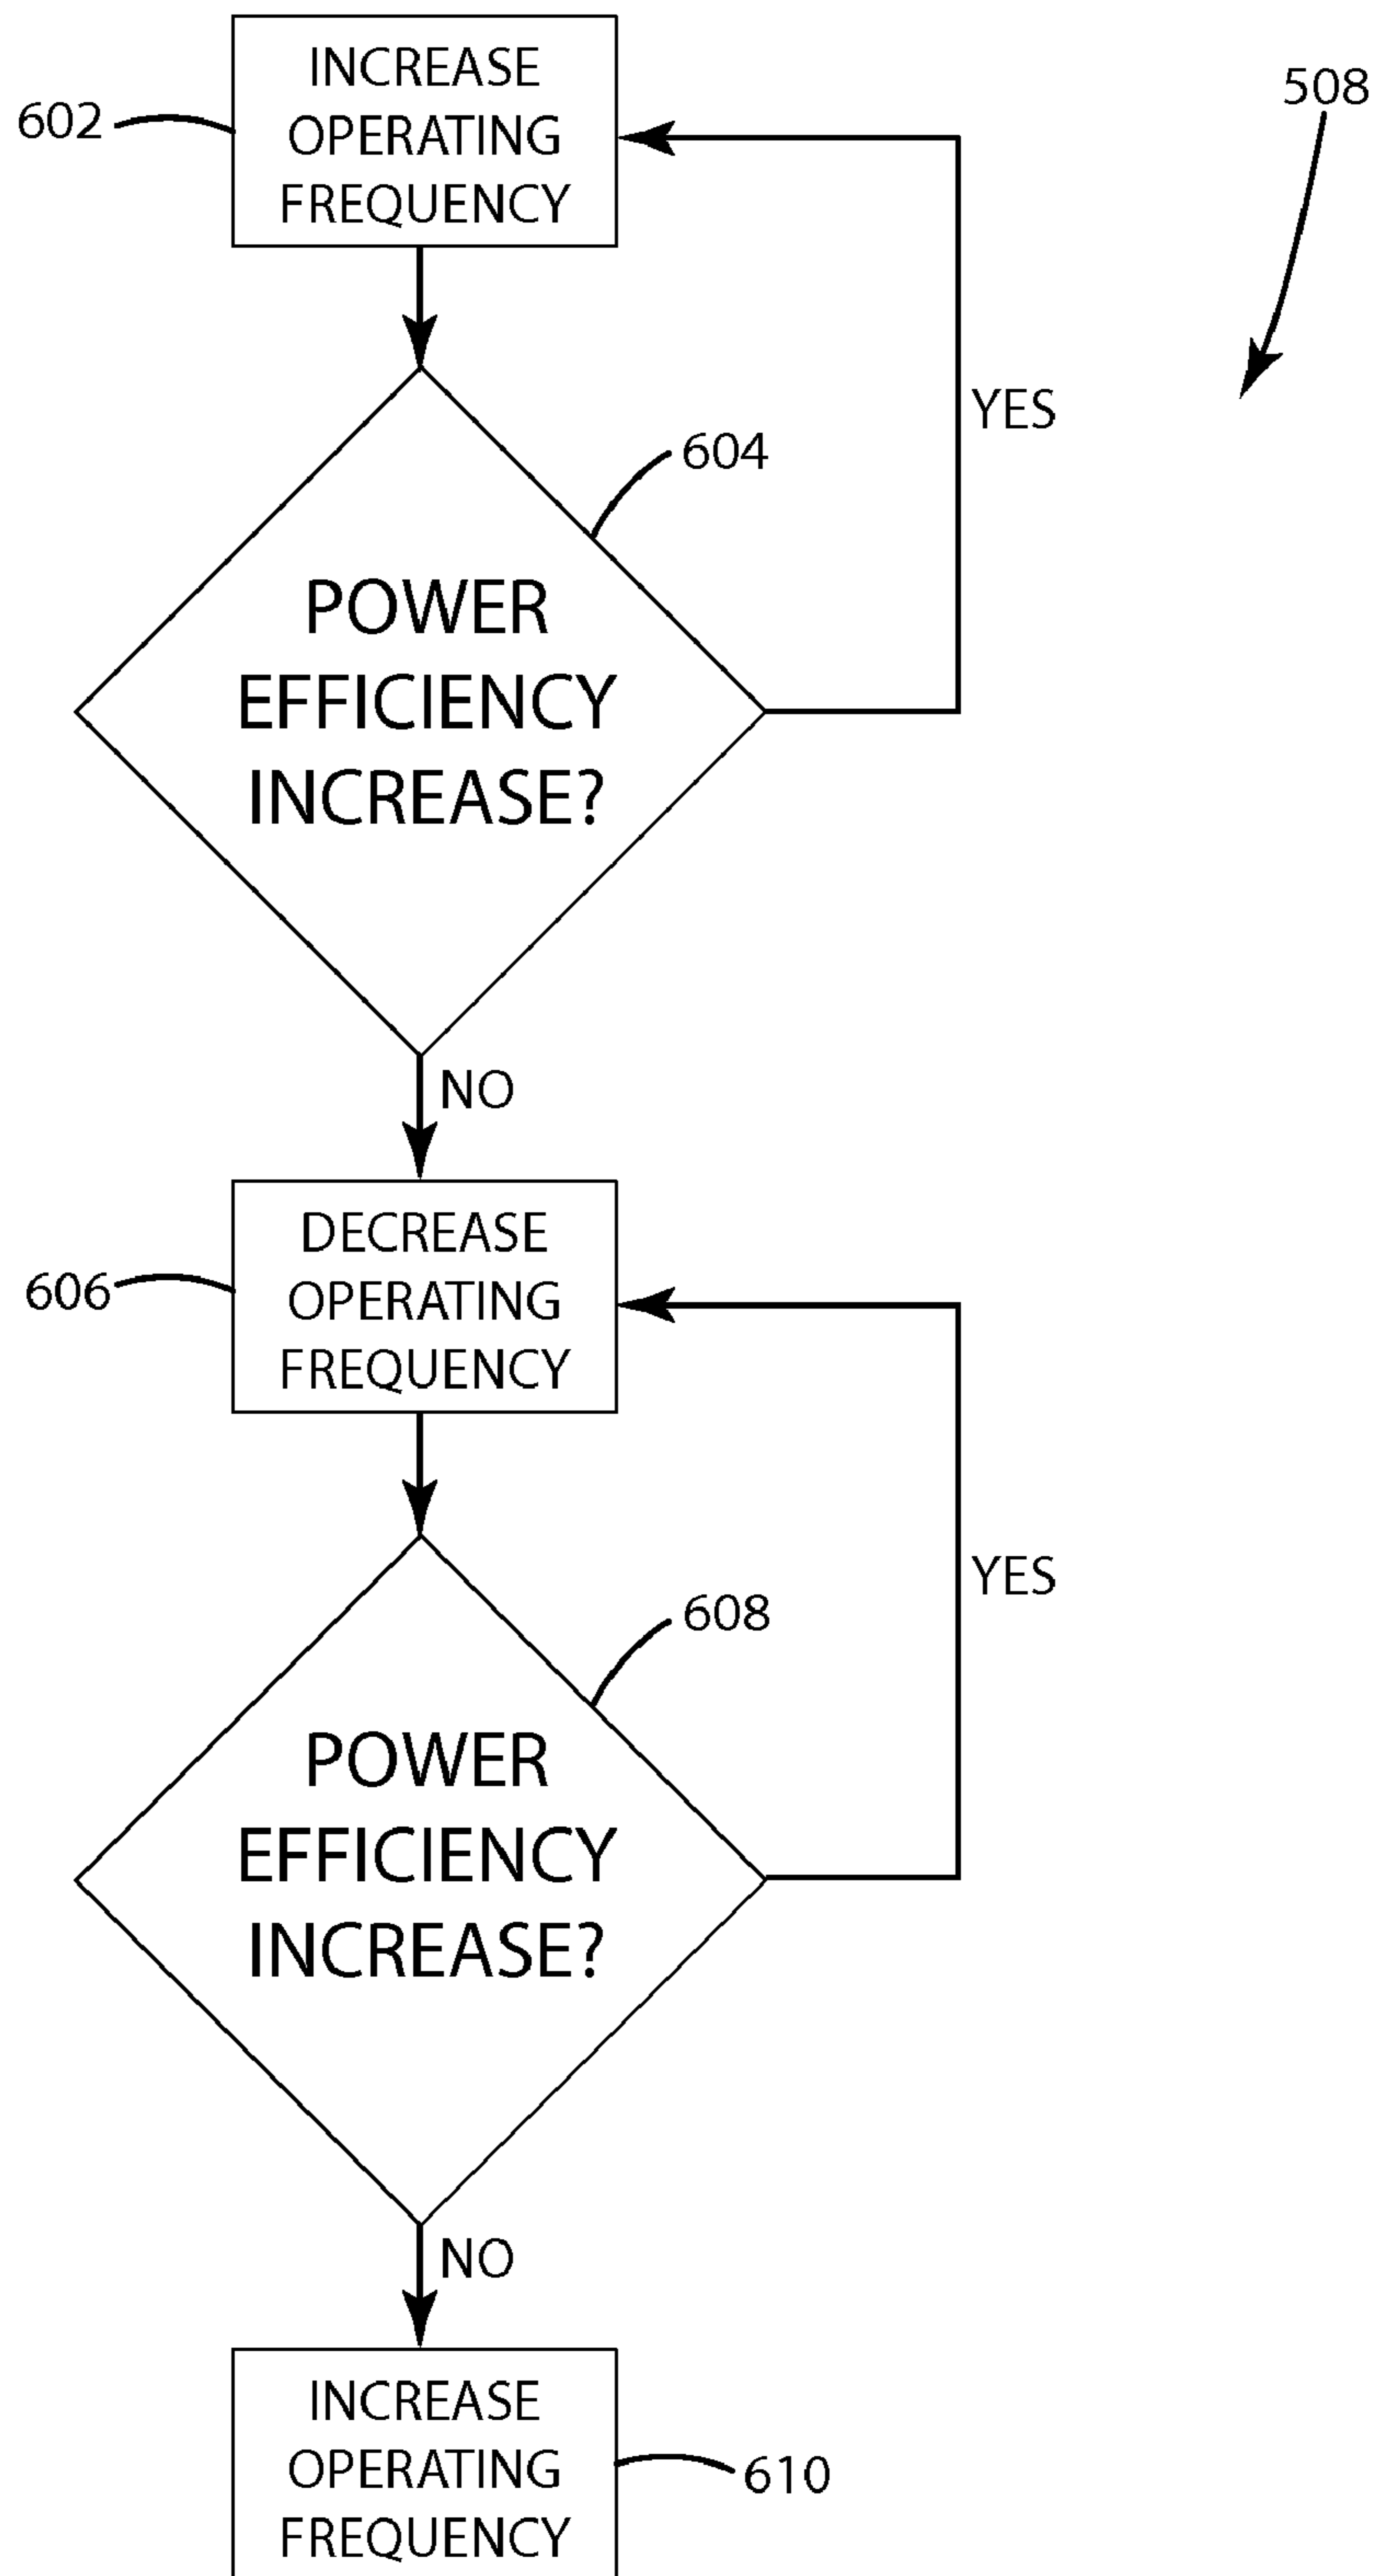 INCREASE
OPERATING
FREQUENCY
602
508
YES
604
POWER
EFFICIENCY
INCREASE?
NO
DECREASE
OPERATING
FREQUENCY
606
YES
608
POWER
EFFICIENCY
INCREASE?
NO
INCREASE
OPERATING
FREQUENCY
610